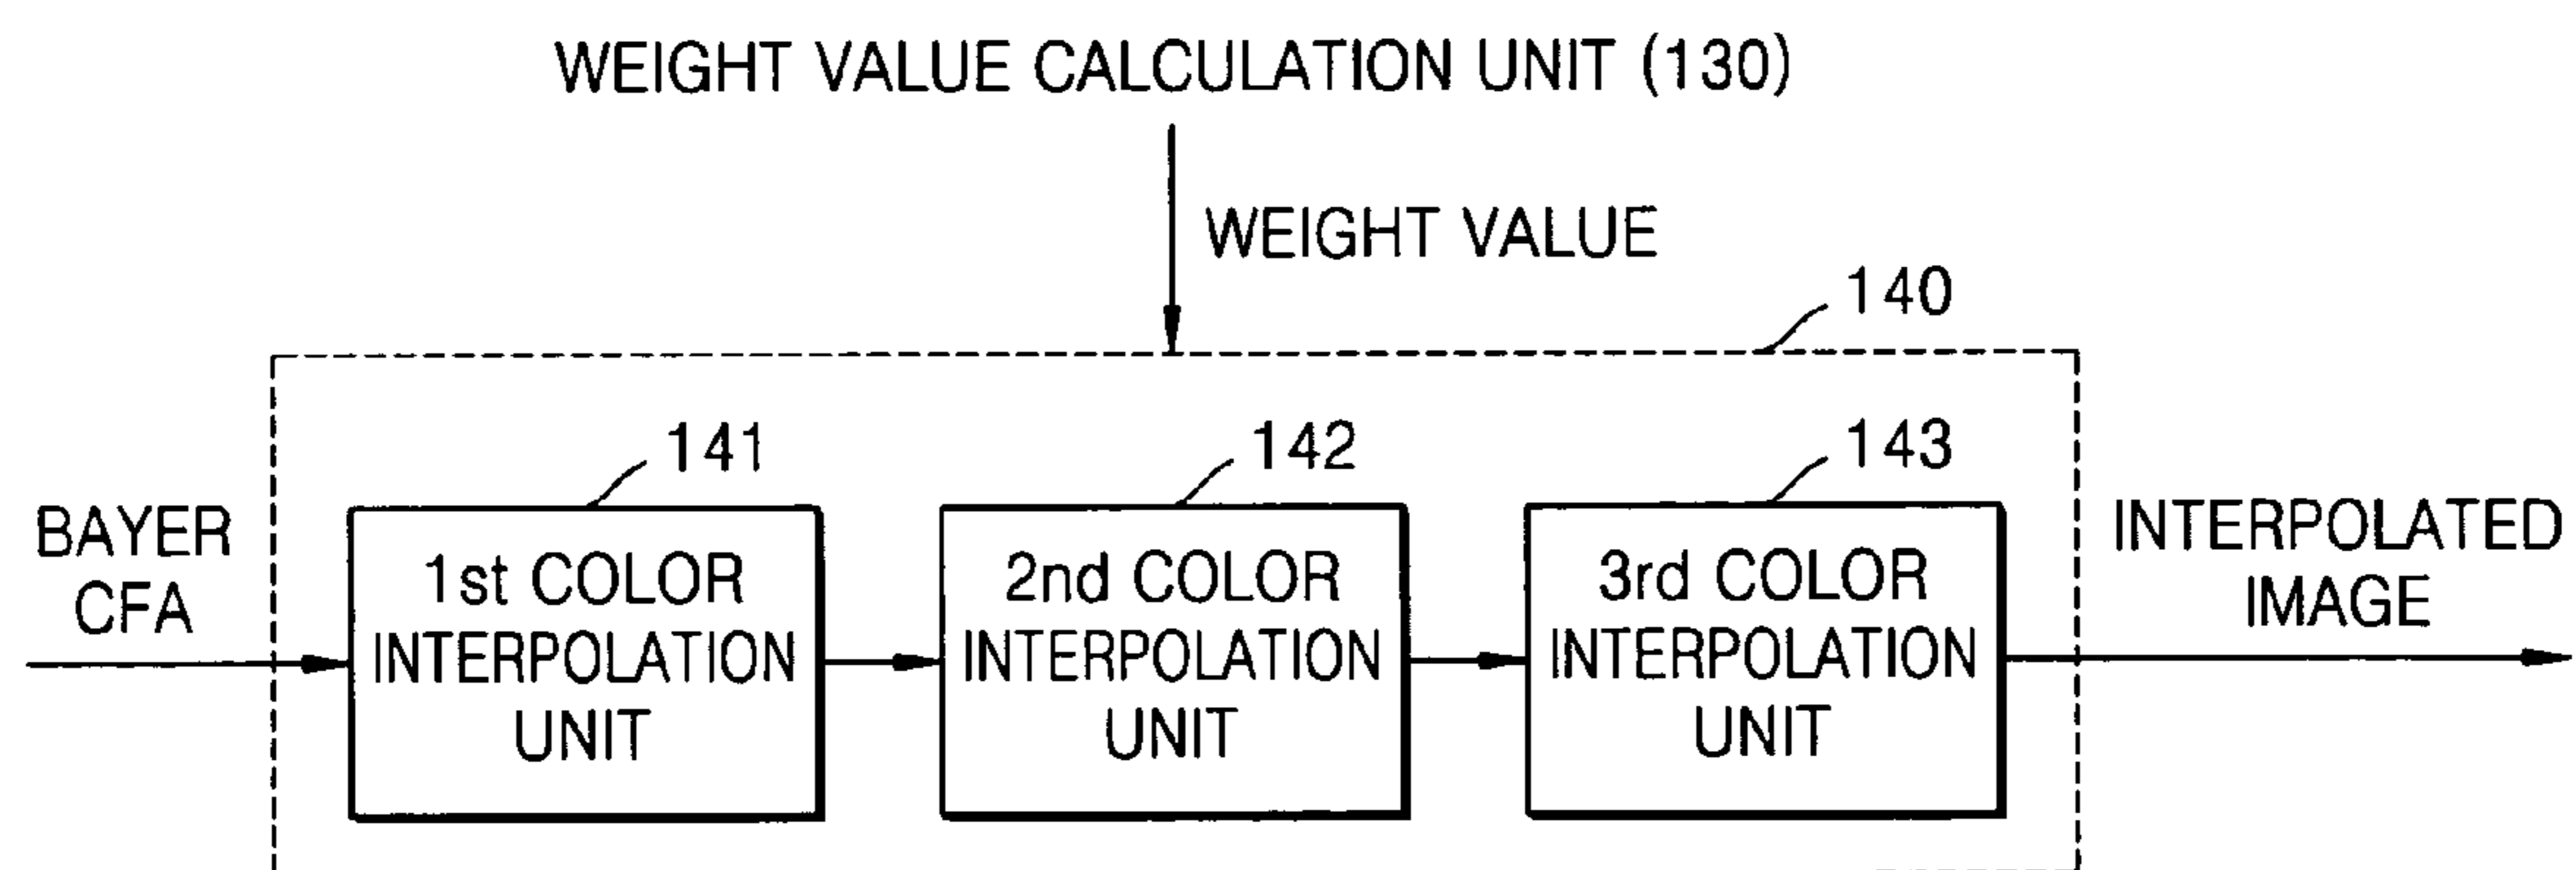 WEIGHT VALUE CALCULATION UNIT (130)
WEIGHT VALUE
140
141
142
143
BAYER
CFA
1st COLOR
INTERPOLATION
UNIT
2nd COLOR
INTERPOLATION
UNIT
3rd COLOR
INTERPOLATION
UNIT
INTERPOLATED
IMAGE